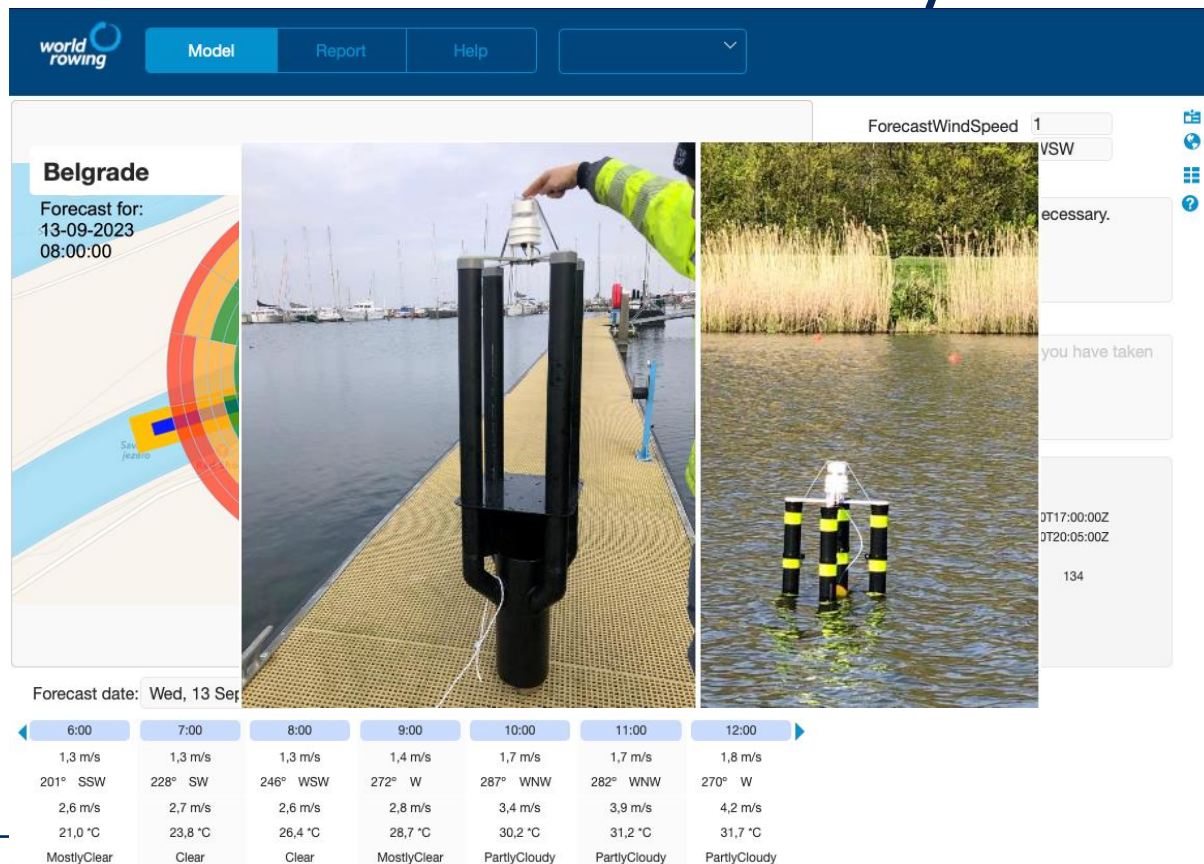 world rowing
Model Report Help
ForecastWindSpeed 1
WSW
Belgrade
Forecast for:
13-09-2023
08:00:00
ecessary.
you have taken
Sav
jezero
0T17:00:00Z
0T20:05:00Z
134
Forecast date: Wed, 13 Sep
6:00 7:00 8:00 9:00 10:00 11:00 12:00
1,3 m/s 1,3 m/s 1,3 m/s 1,4 m/s 1,7 m/s 1,7 m/s 1,8 m/s
201° SSW 228° SW 246° WSW 272° W 287° WNW 282° WNW 270° W
2,6 m/s 2,7 m/s 2,6 m/s 2,8 m/s 3,4 m/s 3,9 m/s 4,2 m/s
21,0 °C 23,8 °C 26,4 °C 28,7 °C 30,2 °C 31,2 °C 31,7 °C
MostlyClear Clear Clear MostlyClear PartlyCloudy PartlyCloudy PartlyCloudy